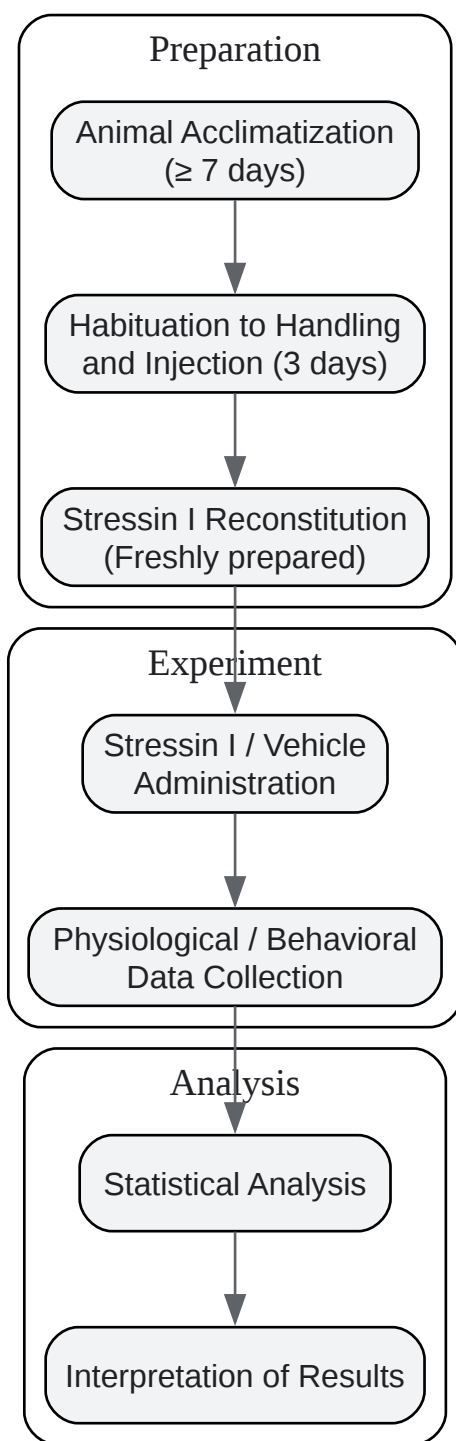 Preparation
Animal Acclimatization
(≥ 7 days)
Habituation to Handling
and Injection (3 days)
Stressin I Reconstitution
(Freshly prepared)
Experiment
Stressin I / Vehicle
Administration
Physiological / Behavioral
Data Collection
Analysis
Statistical Analysis
Interpretation of Results